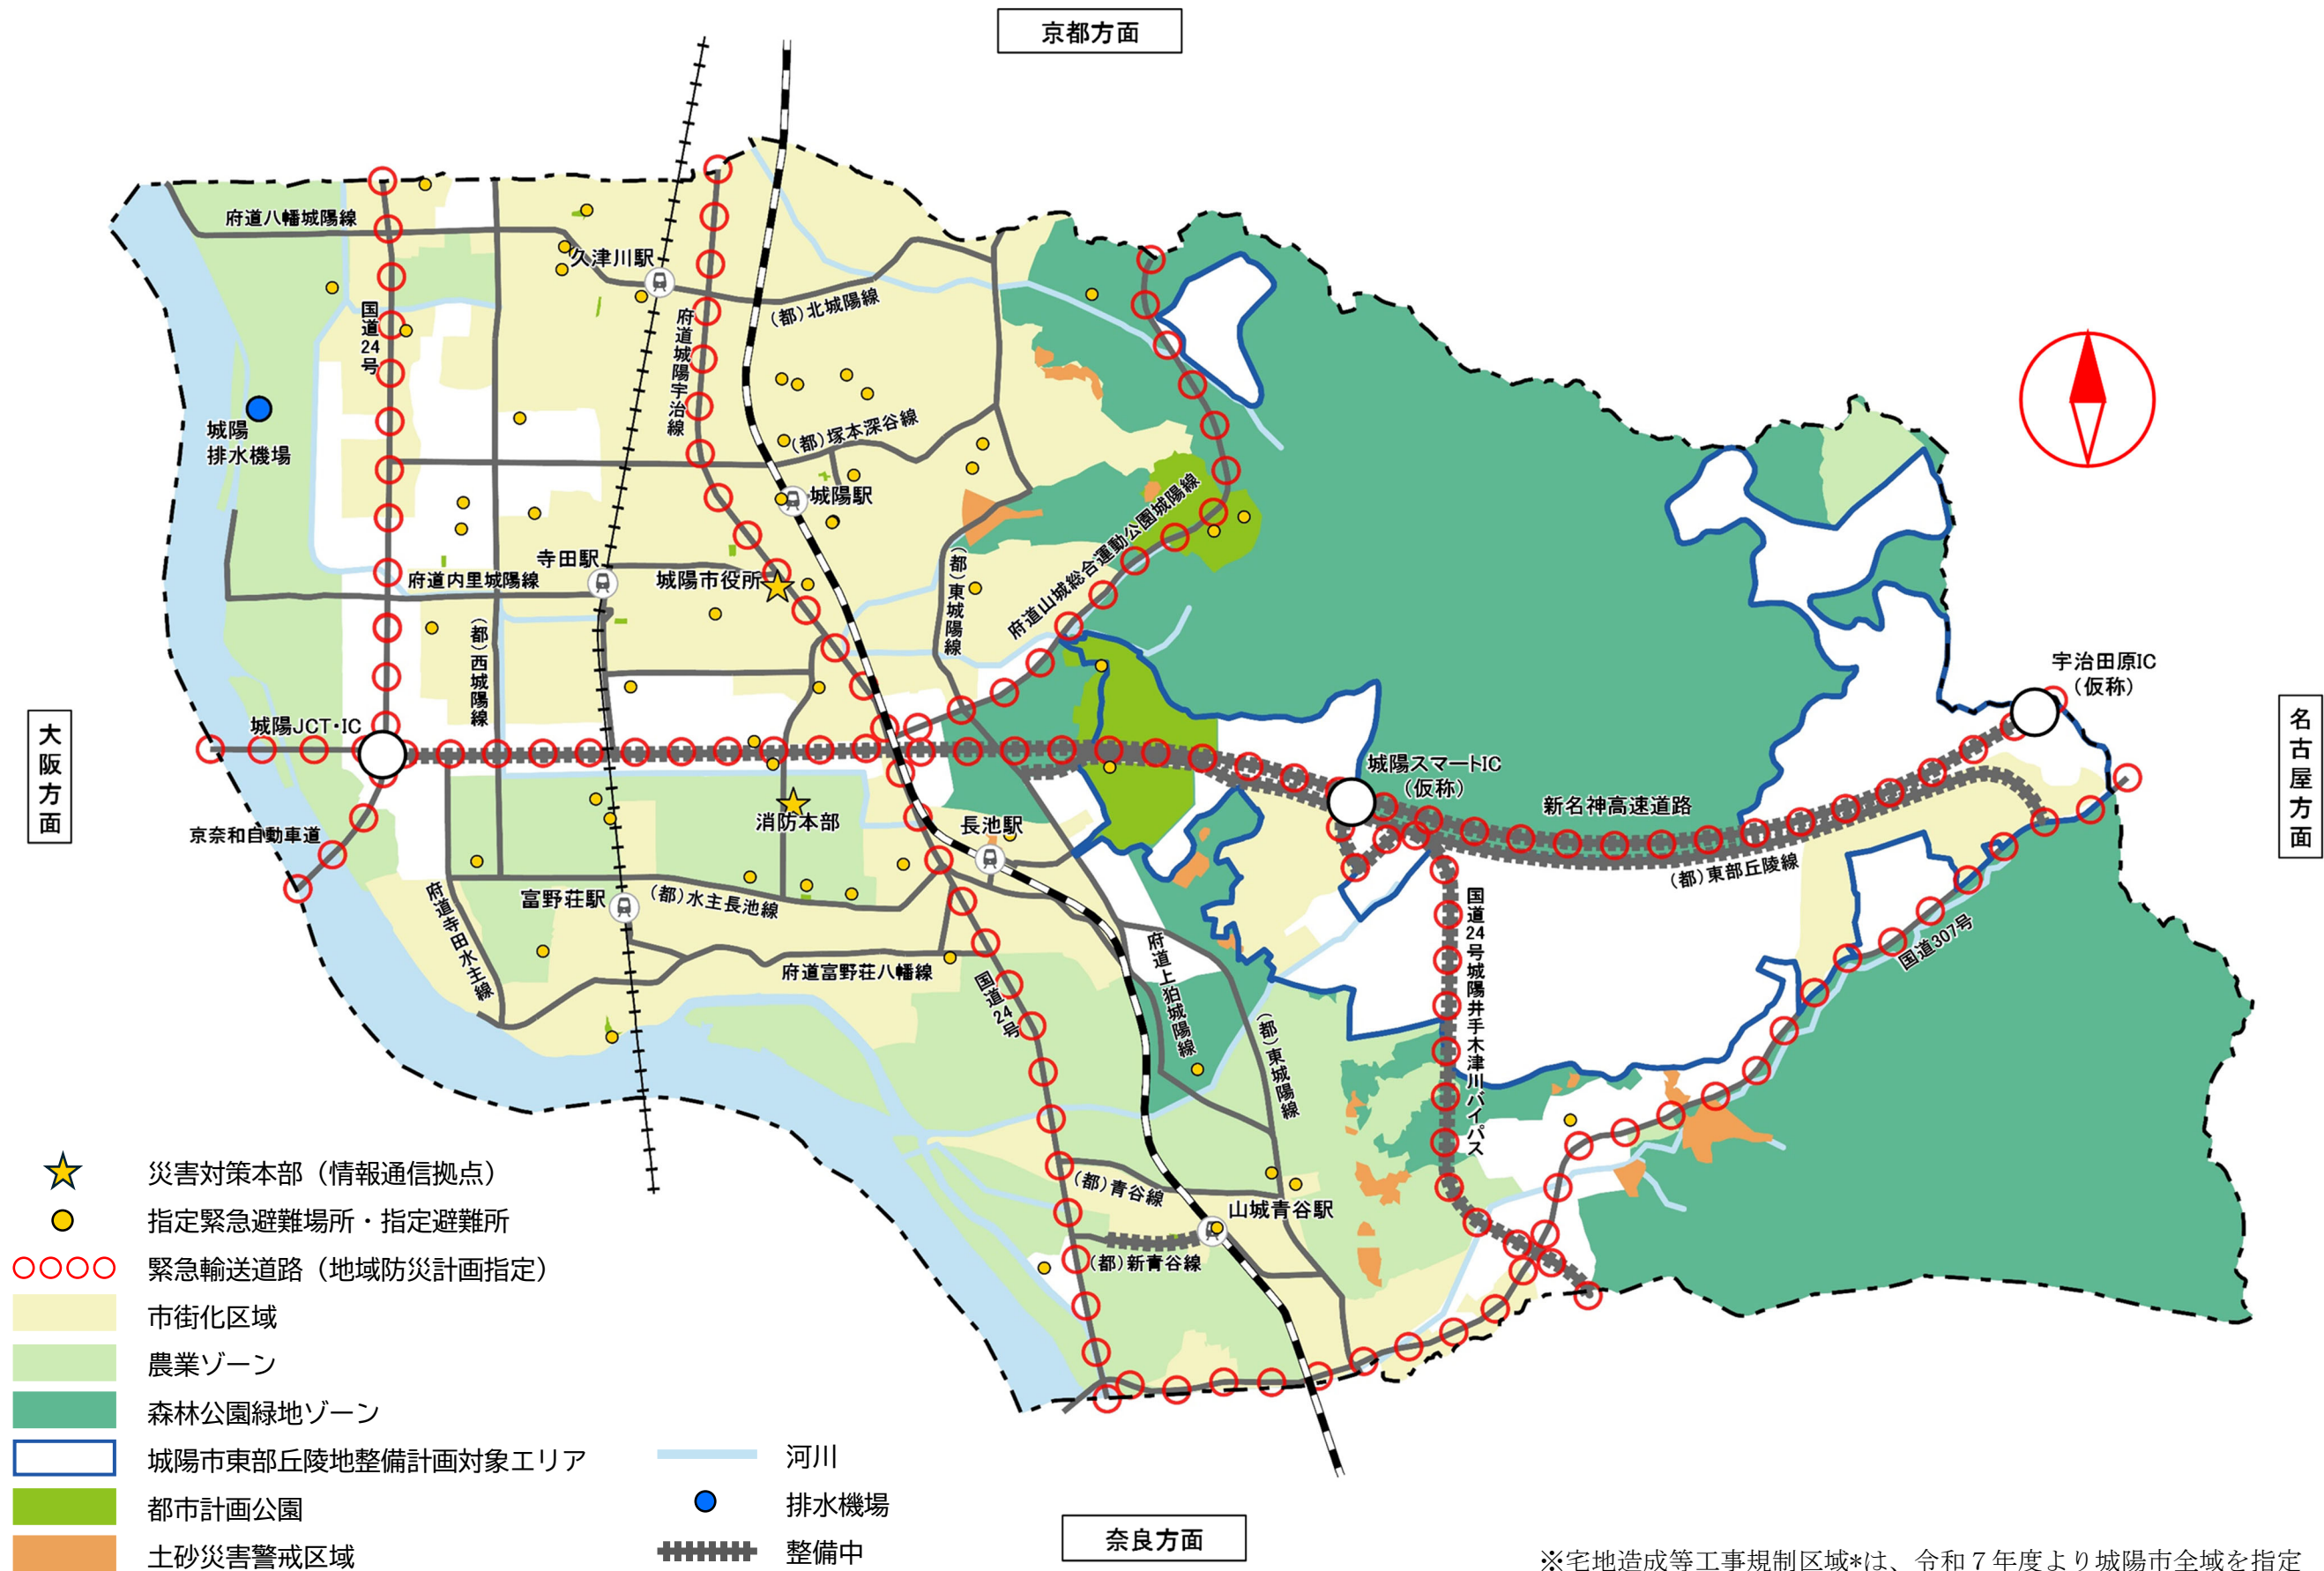 京都方面
府道八幡城陽線
久津川駅
(都)北城陽線
国道24号
府道城陽宇治線
城陽
排水機場
(都)塚本深谷線
城陽駅
府道山城総合運動公園城陽線
寺田駅
府道内里城陽線
城陽市役所
(都)東城陽線
(都)西城陽線
宇治田原IC
(仮称)
大阪方面
名古屋方面
城陽JCT・IC
城陽スマートIC
(仮称)
新名神高速道路
京奈和自動車道
消防本部
長池駅
(都)東部丘陵線
府道寺田水主線
富野荘駅
(都)水主長池線
国道24号城陽井手木津川バイパス
国道307号
府道富野荘八幡線
国道24号
府道上狛城陽線
(都)東城陽線
(都)青谷線
山城青谷駅
(都)新青谷線
災害対策本部（情報通信拠点）
指定緊急避難場所・指定避難所
緊急輸送道路（地域防災計画指定）
市街化区域
農業ゾーン
森林公園緑地ゾーン
城陽市東部丘陵地整備計画対象エリア
都市計画公園
土砂災害警戒区域
河川
排水機場
整備中
奈良方面
※宅地造成等工事規制区域*は、令和７年度より城陽市全域を指定